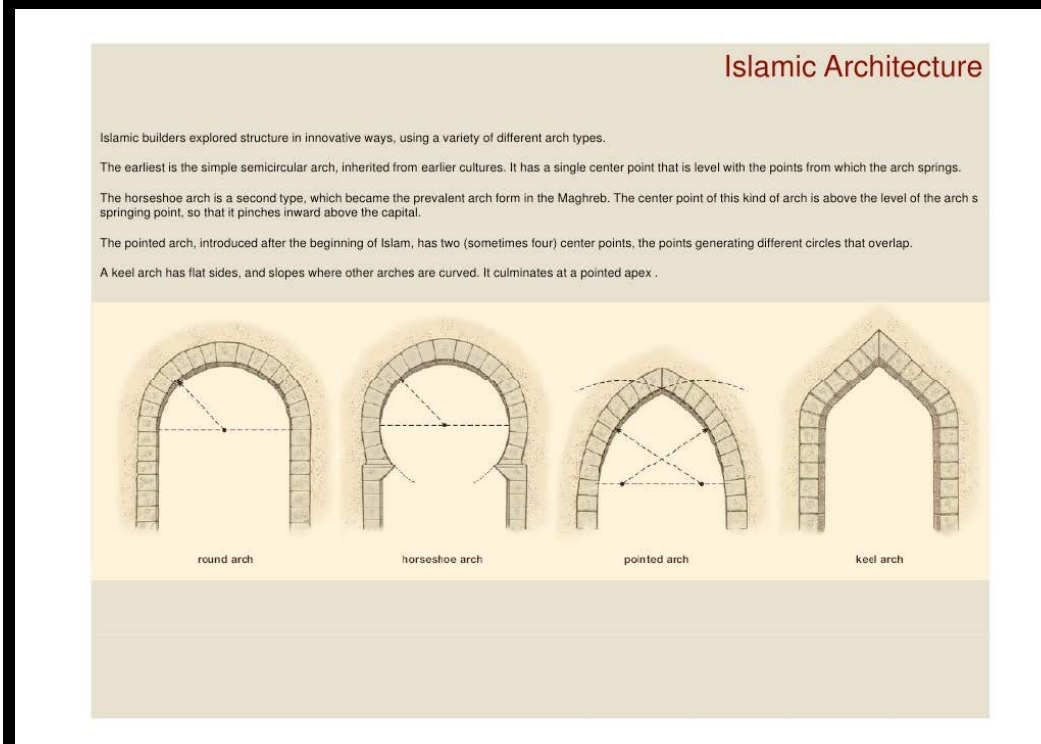 Islamic Architecture
Islamic builders explored structure in innovative ways, using a variety of different arch types.
The earliest is the simple semicircular arch, inherited from earlier cultures. It has a single center point that is level with the points from which the arch springs.
The horseshoe arch is a second type, which became the prevalent arch form in the Maghreb. The center point of this kind of arch is above the level of the arch s
springing point, so that it pinches inward above the capital.
The pointed arch, introduced after the beginning of Islam, has two (sometimes four) center points, the points generating different circles that overlap.
A keel arch has flat sides, and slopes where other arches are curved. It culminates at a pointed apex .
round arch
horseshoe arch
pointed arch
keel arch